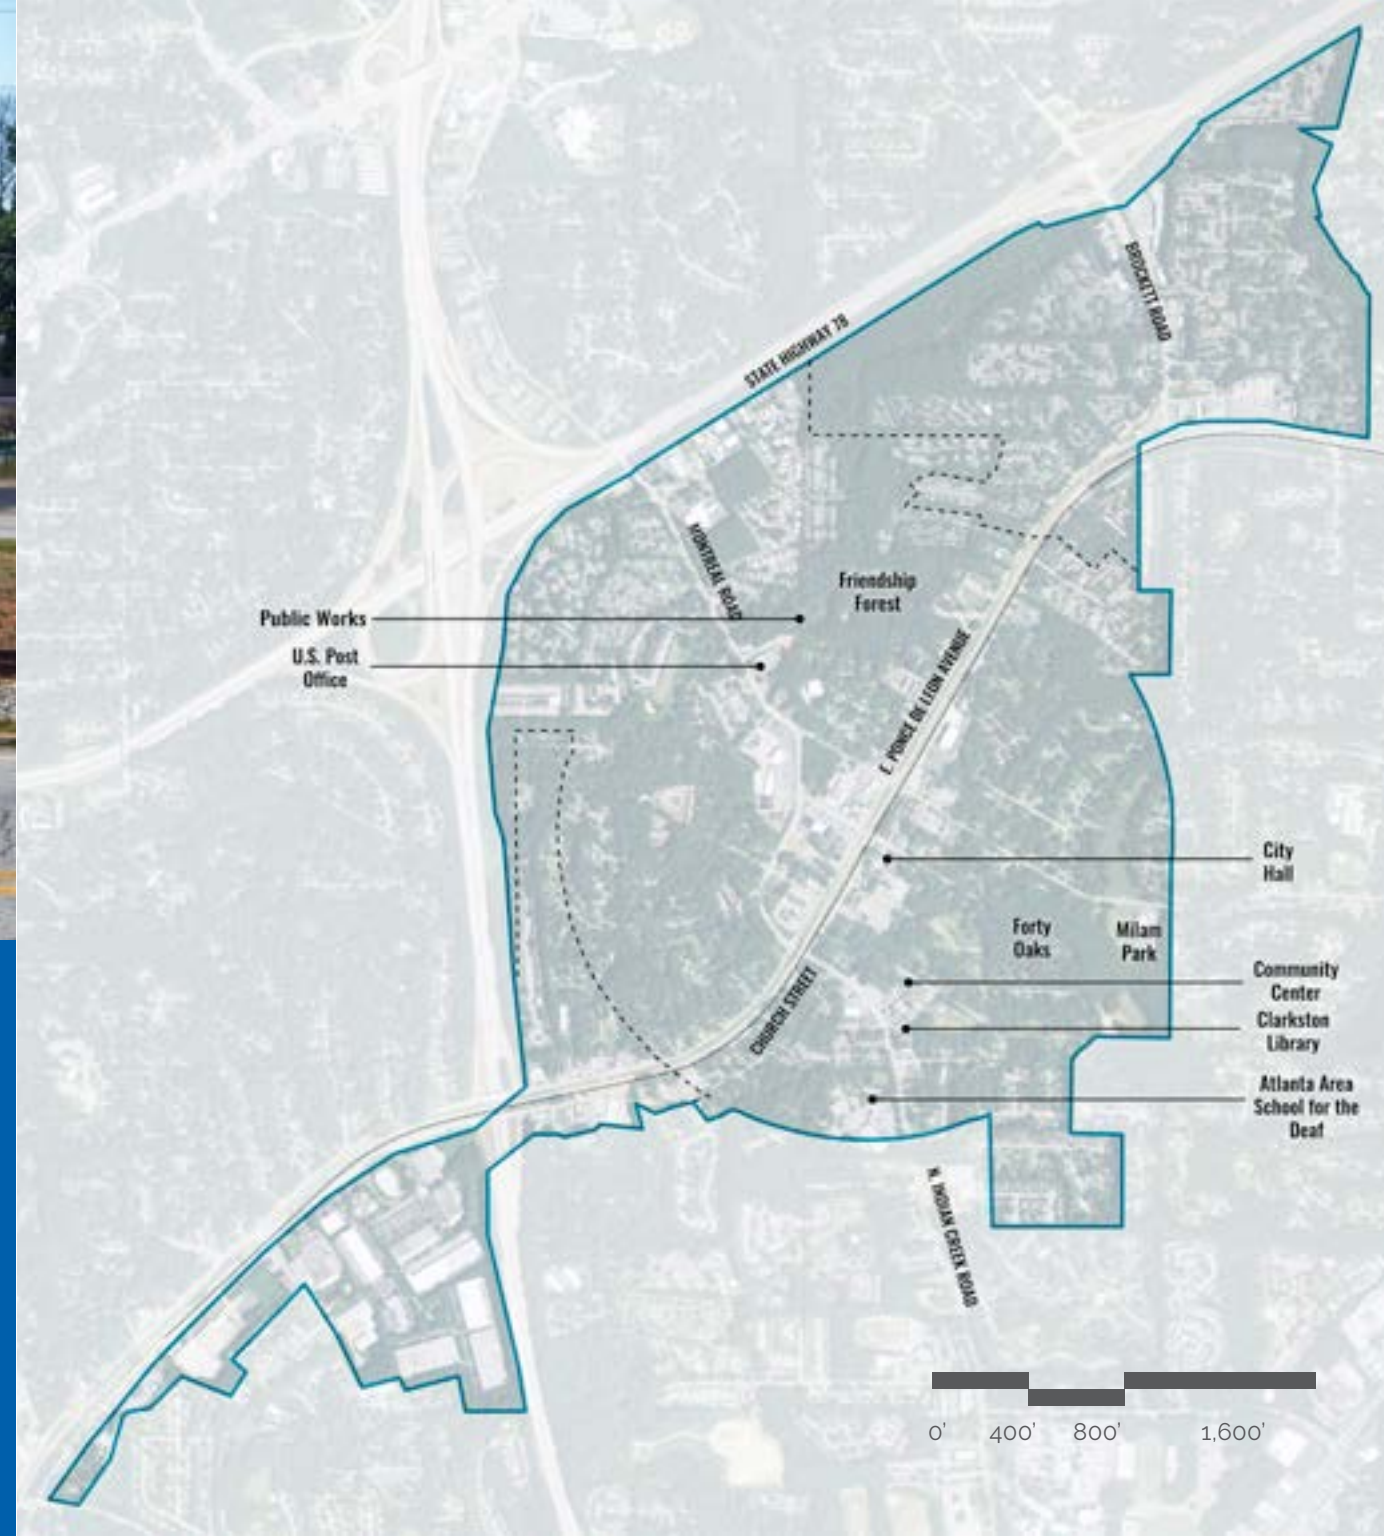 BROCKETT ROAD
STATE HIGHWAY 78
MONTREAL ROAD
Friendship
Forest
Public Works
U.S. Post
Office
E. PONCE DE LEON AVENUE
City
Hall
Forty
Oaks
Milam
Park
Community
Center
CHURCH STREET
Clarkston
Library
Atlanta Area
School for the
Deaf
N. INDIAN CREEK ROAD
0' 400' 800' 1,600'